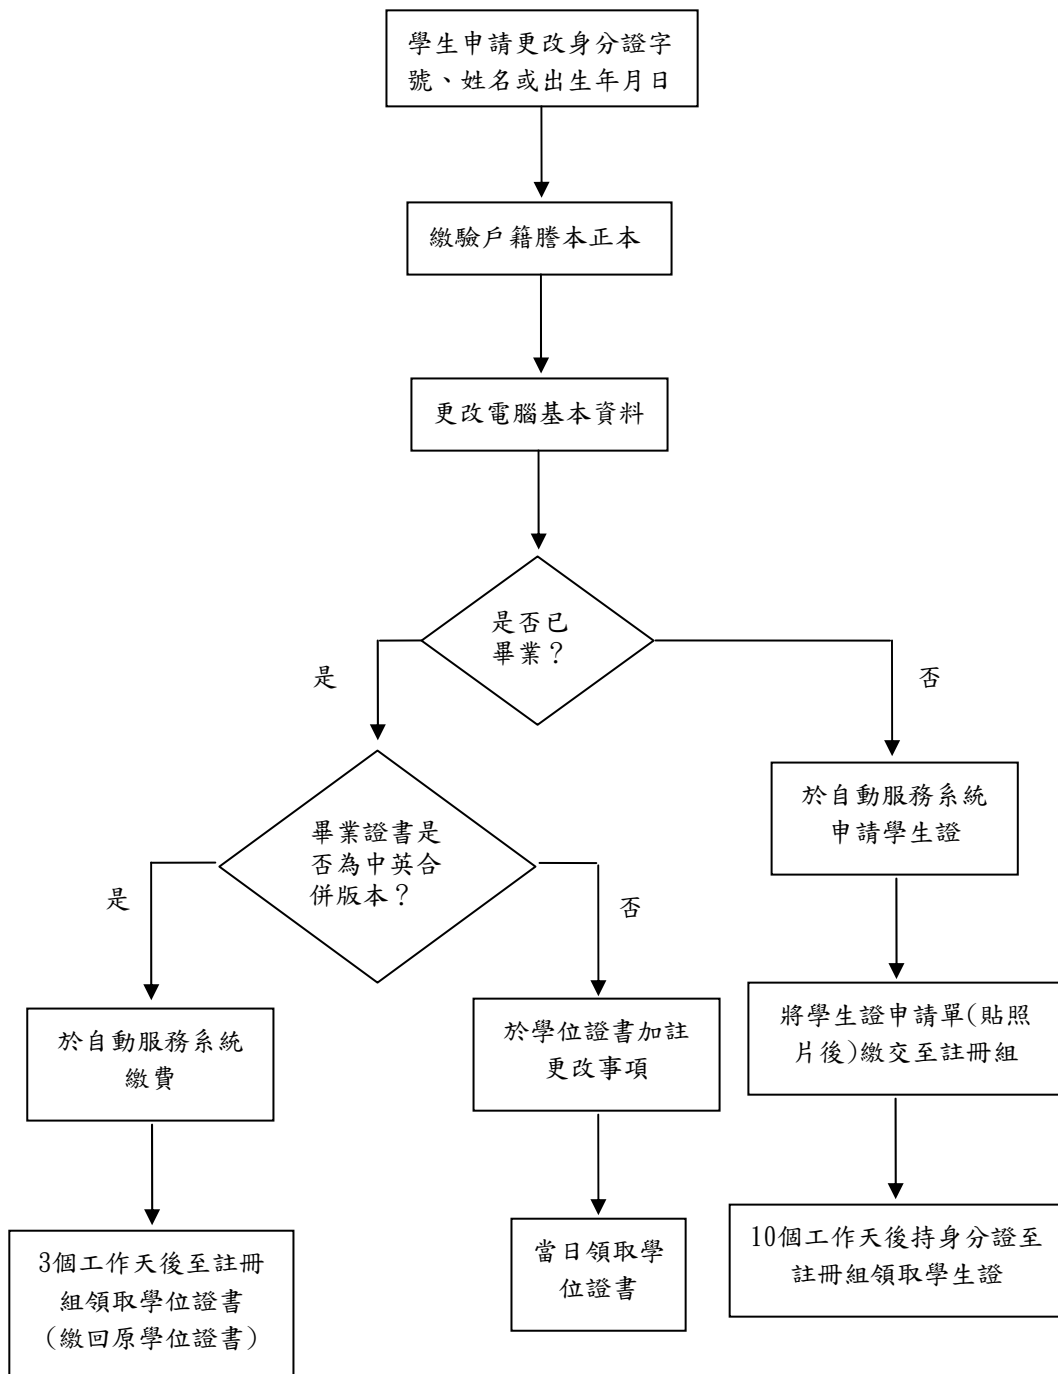 學生申請更改身分證字
號、姓名或出生年月日
繳驗戶籍謄本正本
更改電腦基本資料
是否已
畢業？
是
否
畢業證書是
否為中英合
併版本？
是
否
於自動服務系統
申請學生證
於自動服務系統
繳費
於學位證書加註
更改事項
將學生證申請單(貼照
片後)繳交至註冊組
3個工作天後至註冊
組領取學位證書
(繳回原學位證書)
當日領取學
位證書
10個工作天後持身分證至
註冊組領取學生證